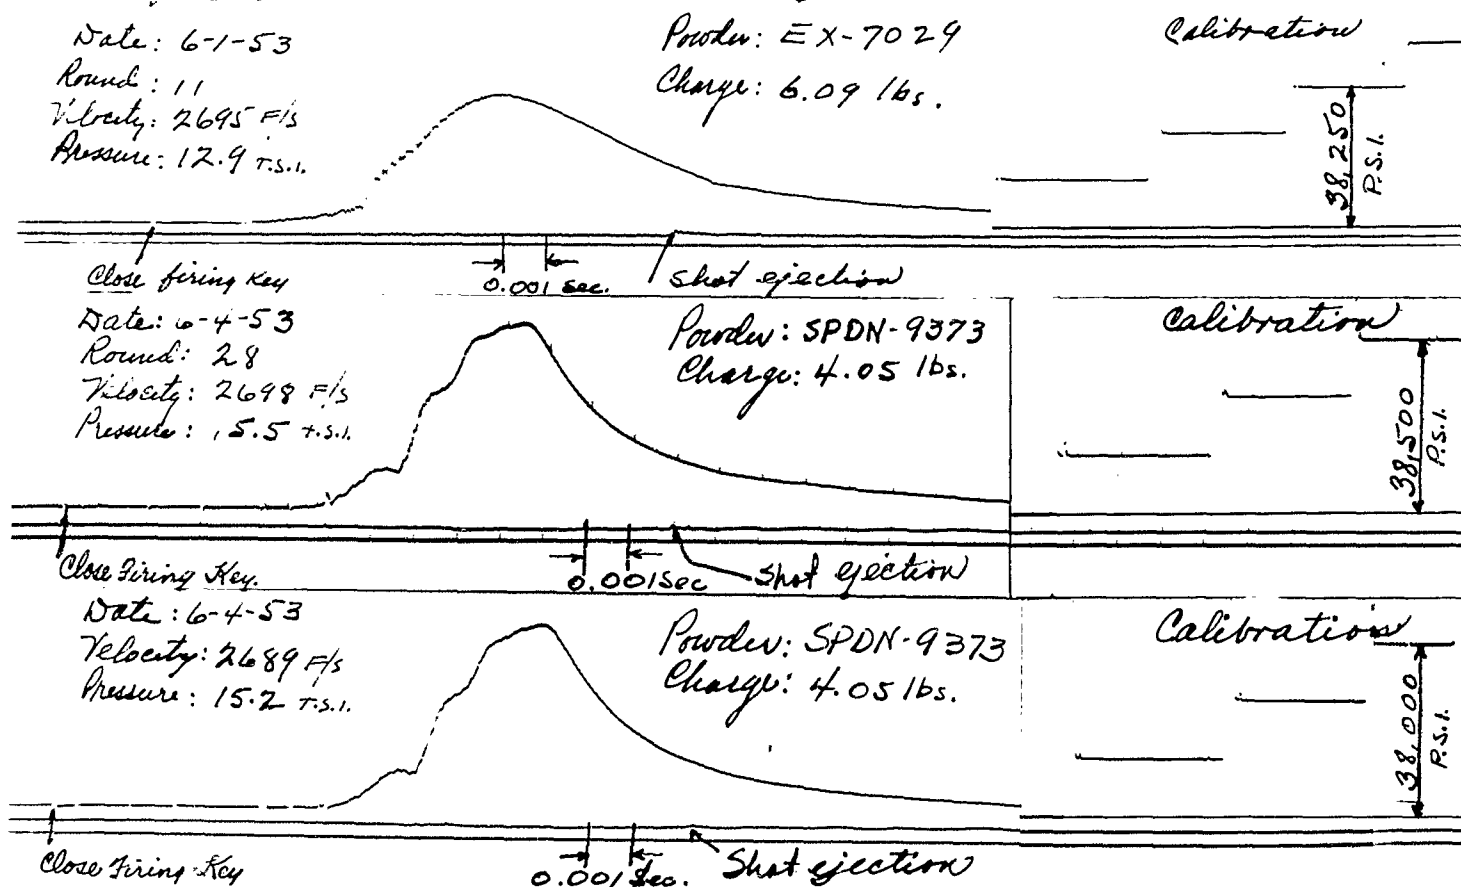 Date: 6-1-53
Round: 11
Velocity: 2695 F/s
Pressure: 12.9 T.S.I.
Powder: EX-7029
Charge: 6.09 lbs.
Calibration
38,250
P.S.I.
Close firing Key
0.001 sec.
Shot ejection
Date: 6-4-53
Round: 28
Velocity: 2698 F/s
Pressure: 15.5 T.S.I.
Powder: SPDN-9373
Charge: 4.05 lbs.
Calibration
38,500
P.S.I.
Close Firing Key.
0.001 Sec
Shot ejection
Date: 6-4-53
Velocity: 2689 F/s
Pressure: 15.2 T.S.I.
Powder: SPDN-9373
Charge: 4.05 lbs.
Calibration
38,000
P.S.I.
Close Firing Key
0.001 Sec.
Shot ejection